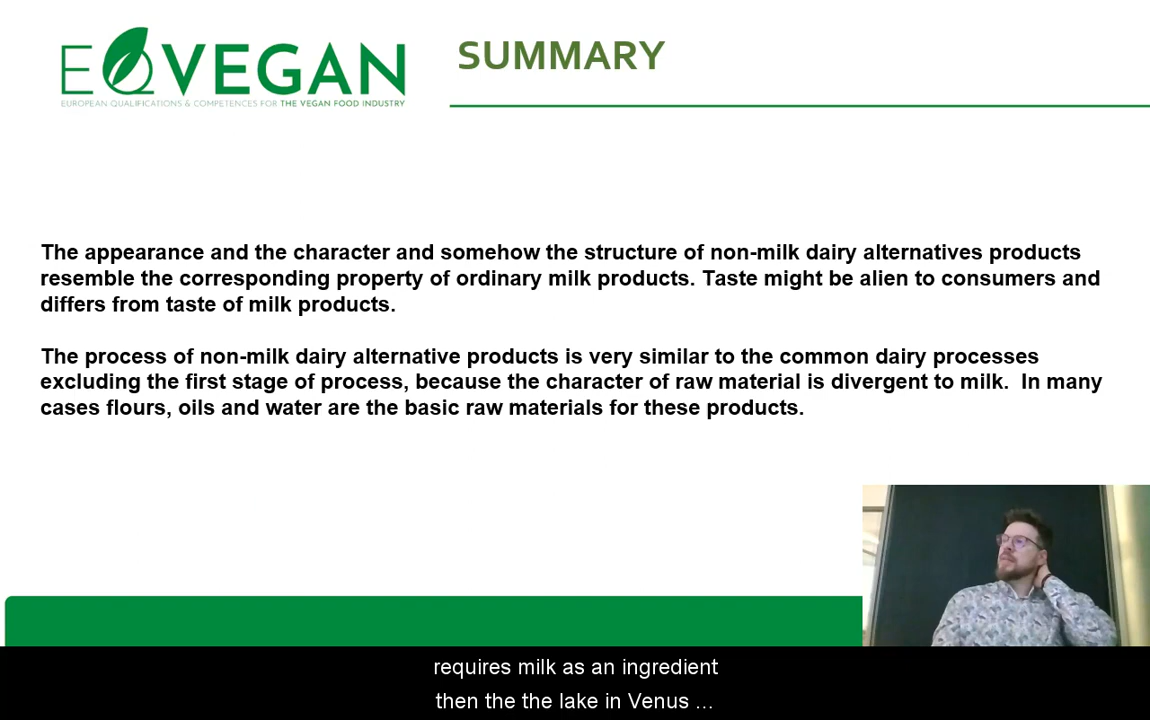 EQVEGAN
EUROPEAN QUALIFICATIONS & COMPETENCES FOR THE VEGAN FOOD INDUSTRY
SUMMARY
The appearance and the character and somehow the structure of non-milk dairy alternatives products
resemble the corresponding property of ordinary milk products. Taste might be alien to consumers and
differs from taste of milk products.
The process of non-milk dairy alternative products is very similar to the common dairy processes
excluding the first stage of process, because the character of raw material is divergent to milk.  In many
cases flours, oils and water are the basic raw materials for these products.
requires milk as an ingredient
then the the lake in Venus ...